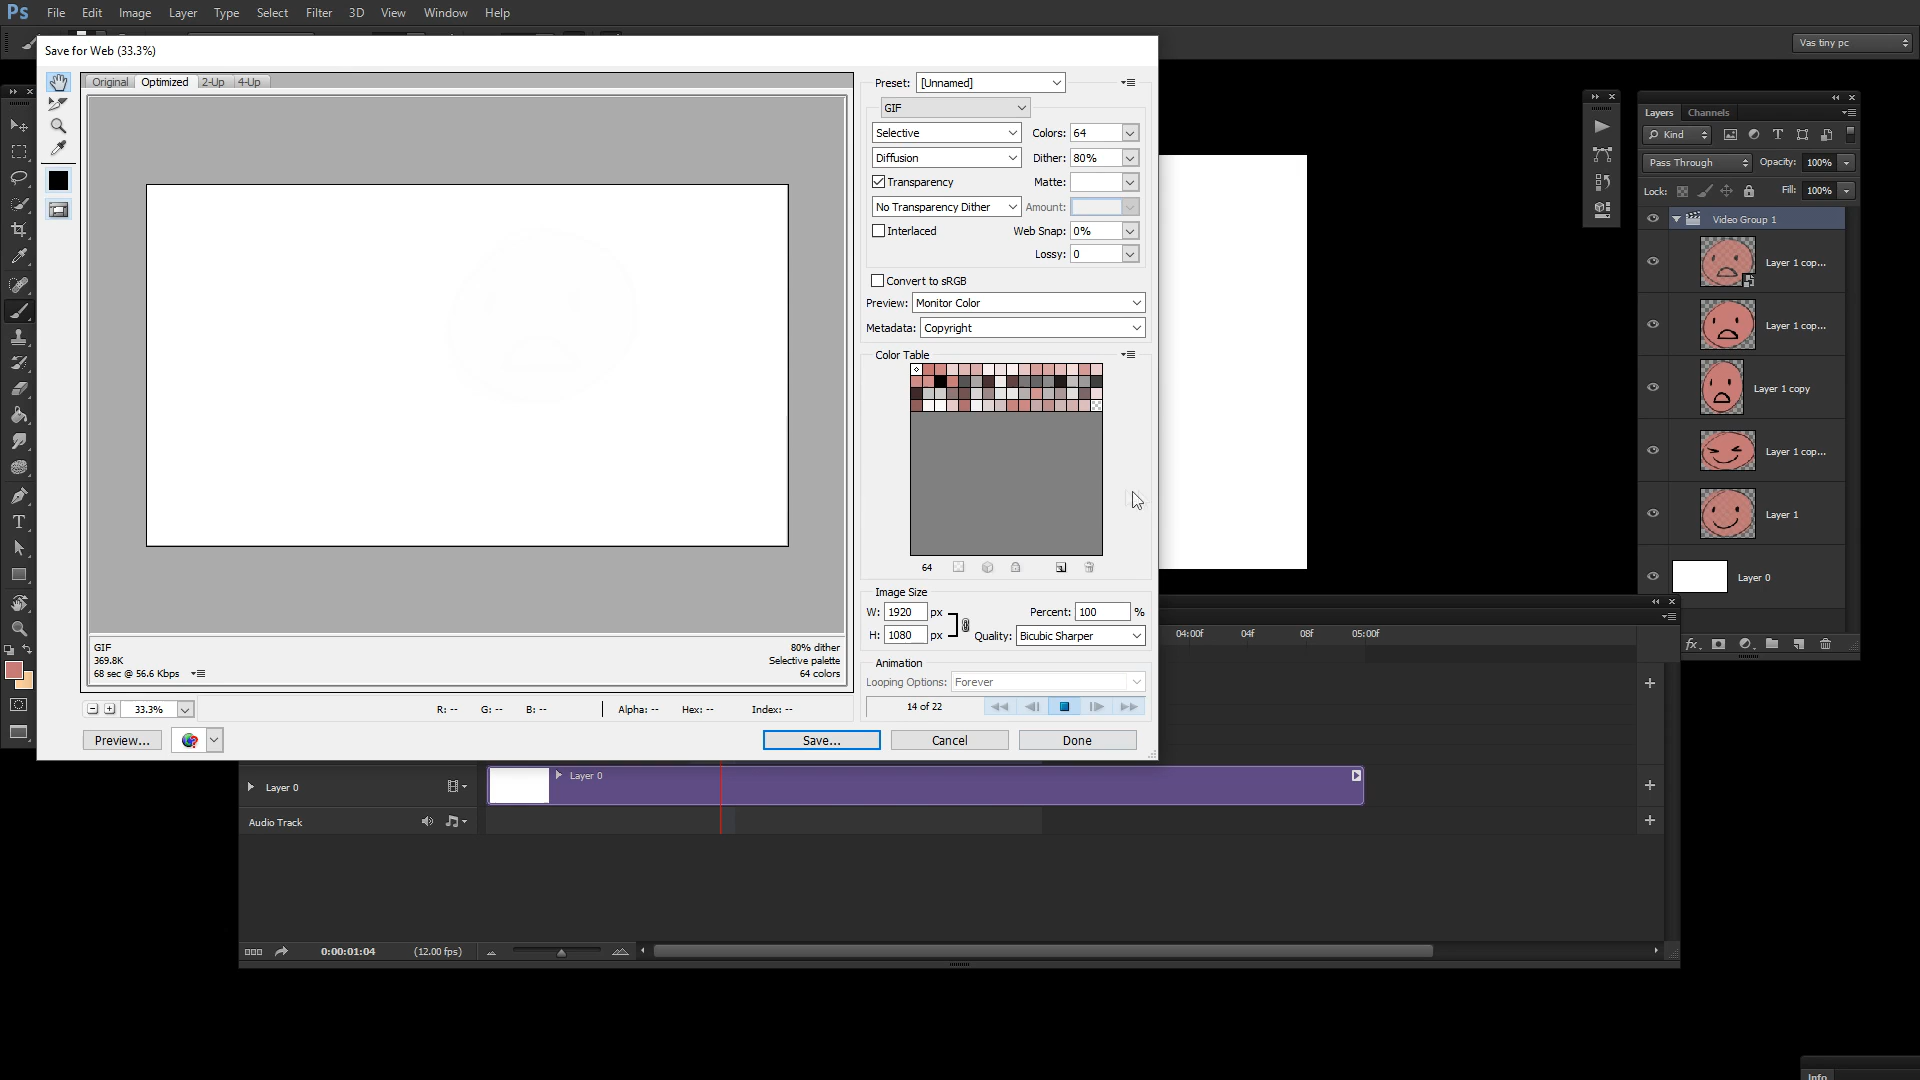 Ps File Edit Image Layer Type Select Filter 3D View Window Help
Vas tiny pc
Save for Web (33.3%)
Original Optimized 2-Up 4-Up
Preset: [Unnamed]
GIF
Selective Colors: 64
Diffusion Dither: 80%
Transparency Matte:
No Transparency Dither Amount:
Interlaced Web Snap: 0%
Lossy: 0
Convert to sRGB
Preview: Monitor Color
Metadata: Copyright
Color Table
64
Image Size
W: 1920 px Percent: 100 %
H: 1080 px Quality: Bicubic Sharper
Animation
Looping Options: Forever
14 of 22
GIF
369.8K
68 sec @ 56.6 Kbps
80% dither
Selective palette
64 colors
33.3% R: -- G: -- B: -- Alpha: -- Hex: -- Index: --
Preview... Save... Cancel Done
Layers Channels
Kind T
Pass Through Opacity: 100%
Lock: Fill: 100%
Video Group 1
Layer 1 cop...
Layer 1 cop...
Layer 1 copy
Layer 1 cop...
Layer 1
Layer 0
fx
04:00f 04f 08f 05:00f
Layer 0 Layer 0
Audio Track
0:00:01:04 (12.00 fps)
Info